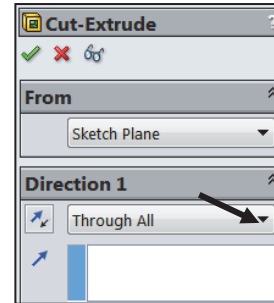 Cut-Extrude ?
From
Sketch Plane
Direction 1
Through All